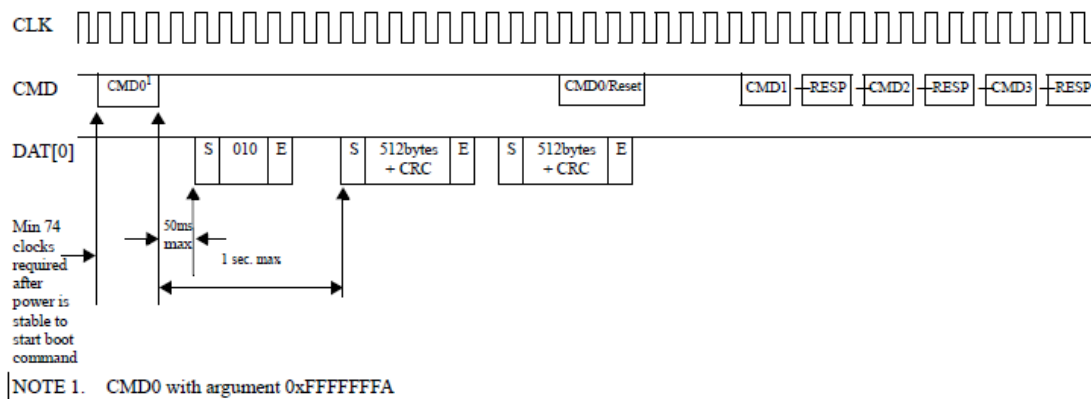 CLK
CMD
CMD0¹
CMD0/Reset
CMD1
RESP
CMD2
RESP
CMD3
RESP
DAT[0]
S
010
E
S
512bytes
+ CRC
E
S
512bytes
+ CRC
E
50ms
max
1 sec. max
Min 74
clocks
required
after
power is
stable to
start boot
command
NOTE 1. CMD0 with argument 0xFFFFFFFA